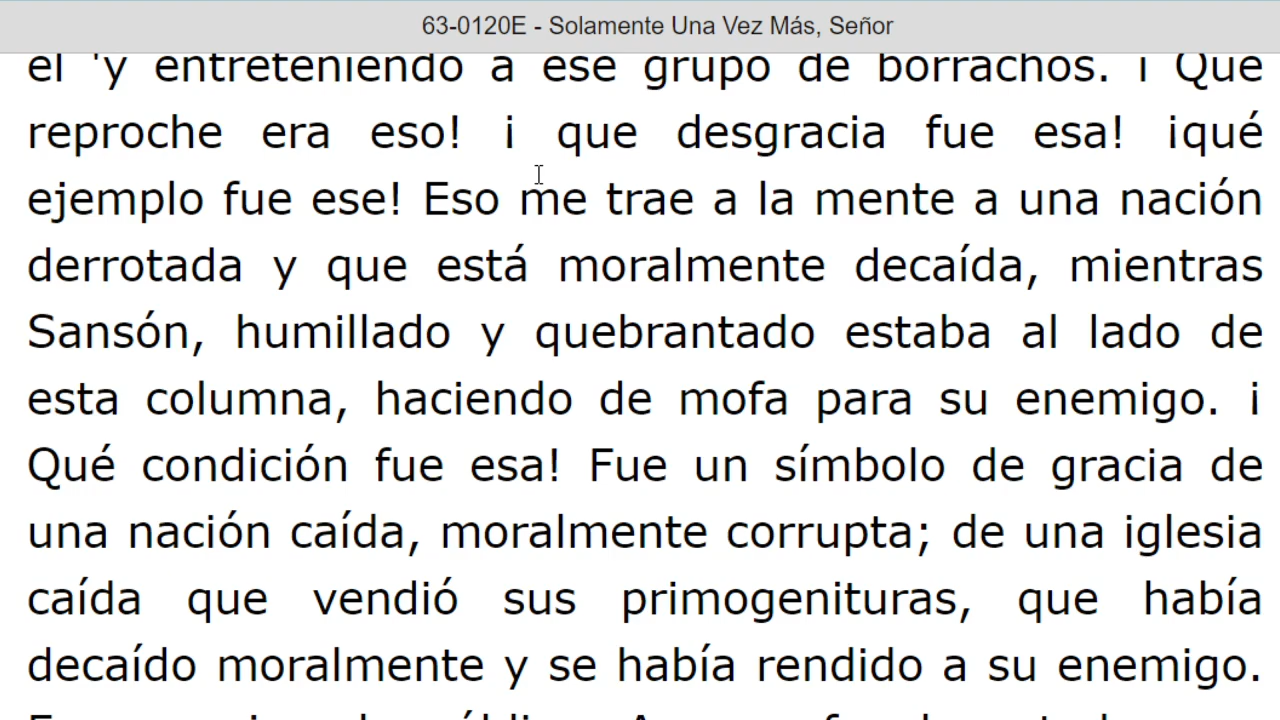 63-0120E - Solamente Una Vez Más, Señor
el 'y entreteniendo a ese grupo de borrachos. ¡ Que
reproche era eso! ¡ que desgracia fue esa! ¡qué
ejemplo fue ese! Eso me trae a la mente a una nación
derrotada y que está moralmente decaída, mientras
Sansón, humillado y quebrantado estaba al lado de
esta columna, haciendo de mofa para su enemigo. ¡
Qué condición fue esa! Fue un símbolo de gracia de
una nación caída, moralmente corrupta; de una iglesia
caída que vendió sus primogenituras, que había
decaído moralmente y se había rendido a su enemigo.